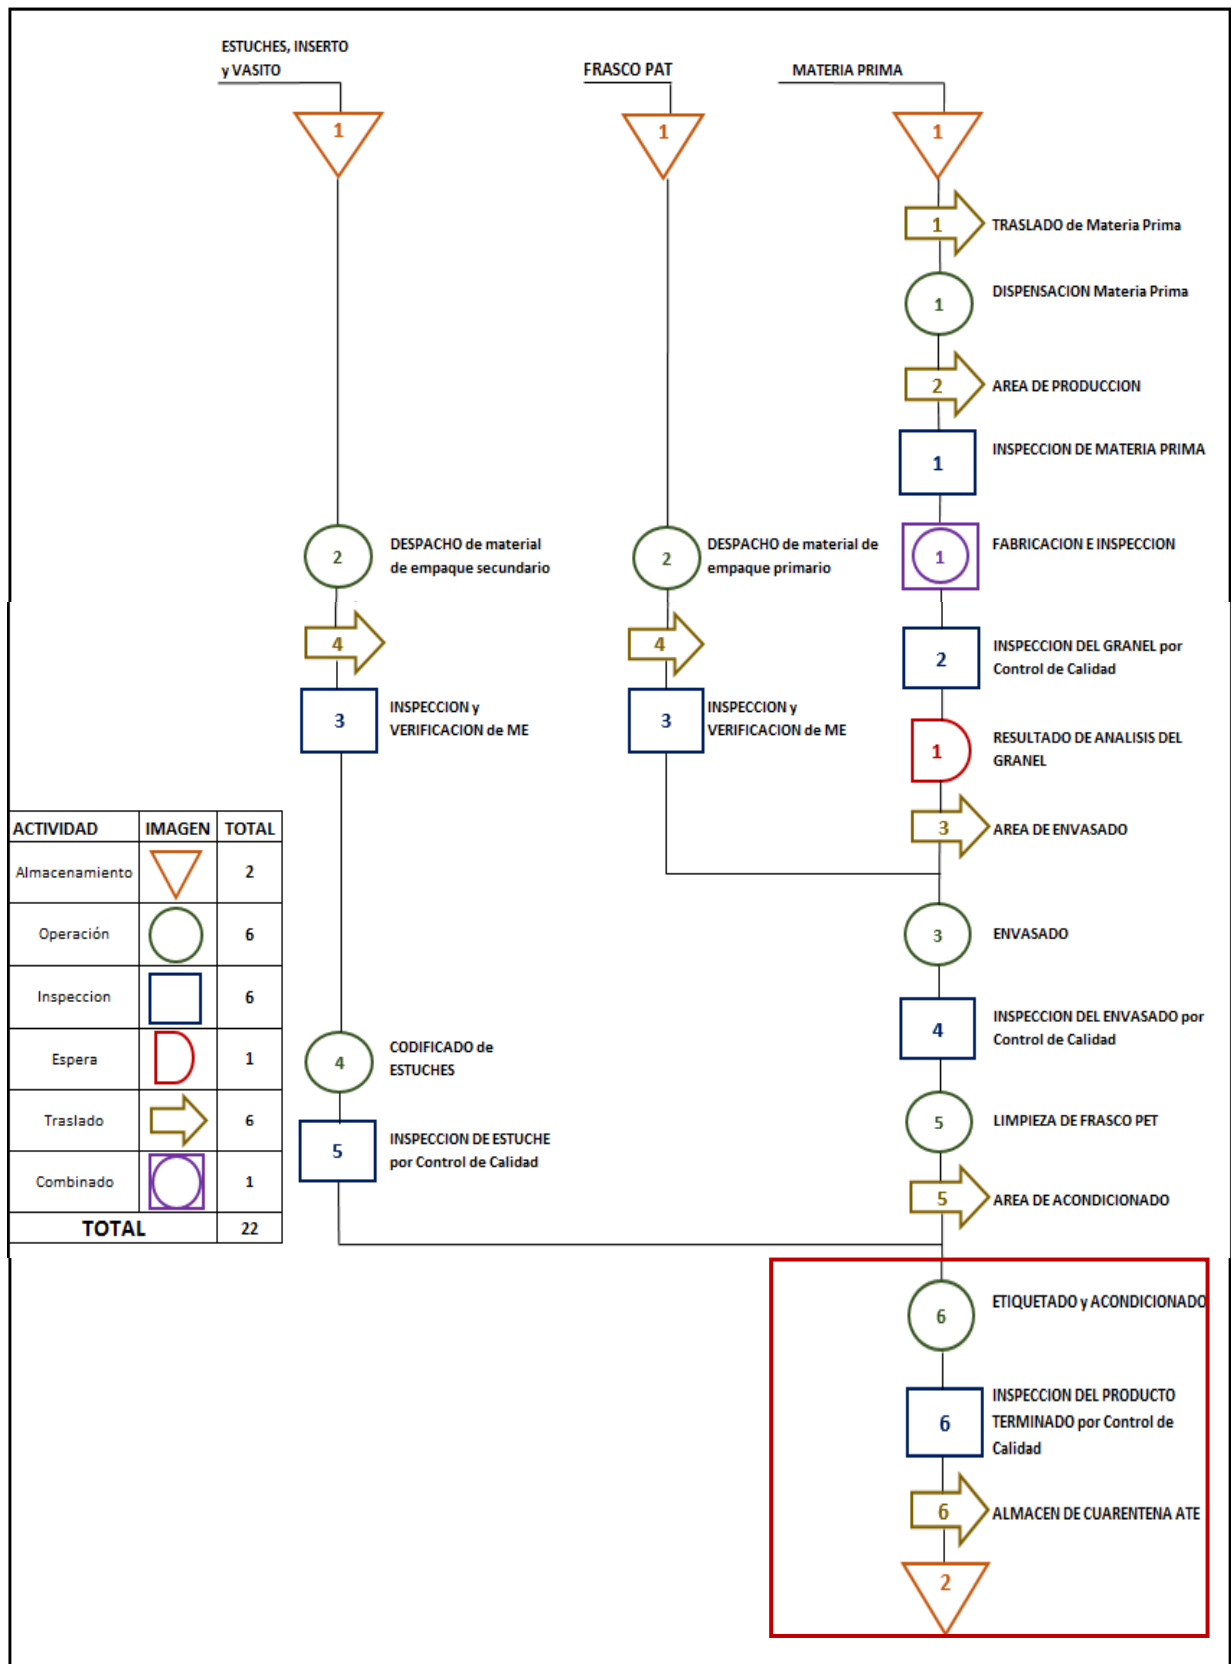 ESTUCHES, INSERTO
y VASITO
FRASCO PAT
MATERIA PRIMA
1
1
1
1
TRASLADO de Materia Prima
1
DISPENSACION Materia Prima
2
AREA DE PRODUCCION
1
INSPECCION DE MATERIA PRIMA
2
DESPACHO de material
de empaque secundario
2
DESPACHO de material de
empaque primario
1
FABRICACION E INSPECCION
4
4
2
INSPECCION DEL GRANEL por
Control de Calidad
3
INSPECCION y
VERIFICACION de ME
3
INSPECCION y
VERIFICACION de ME
1
RESULTADO DE ANALISIS DEL
GRANEL
3
AREA DE ENVASADO
ACTIVIDAD IMAGEN TOTAL
Almacenamiento 2
Operación 6
Inspeccion 6
Espera 1
Traslado 6
Combinado 1
TOTAL 22
3
ENVASADO
4
INSPECCION DEL ENVASADO por
Control de Calidad
4
CODIFICADO de
ESTUCHES
5
LIMPIEZA DE FRASCO PET
5
INSPECCION DE ESTUCHE
por Control de Calidad
5
AREA DE ACONDICIONADO
6
ETIQUETADO y ACONDICIONADO
6
INSPECCION DEL PRODUCTO
TERMINADO por Control de
Calidad
6
ALMACEN DE CUARENTENA ATE
2